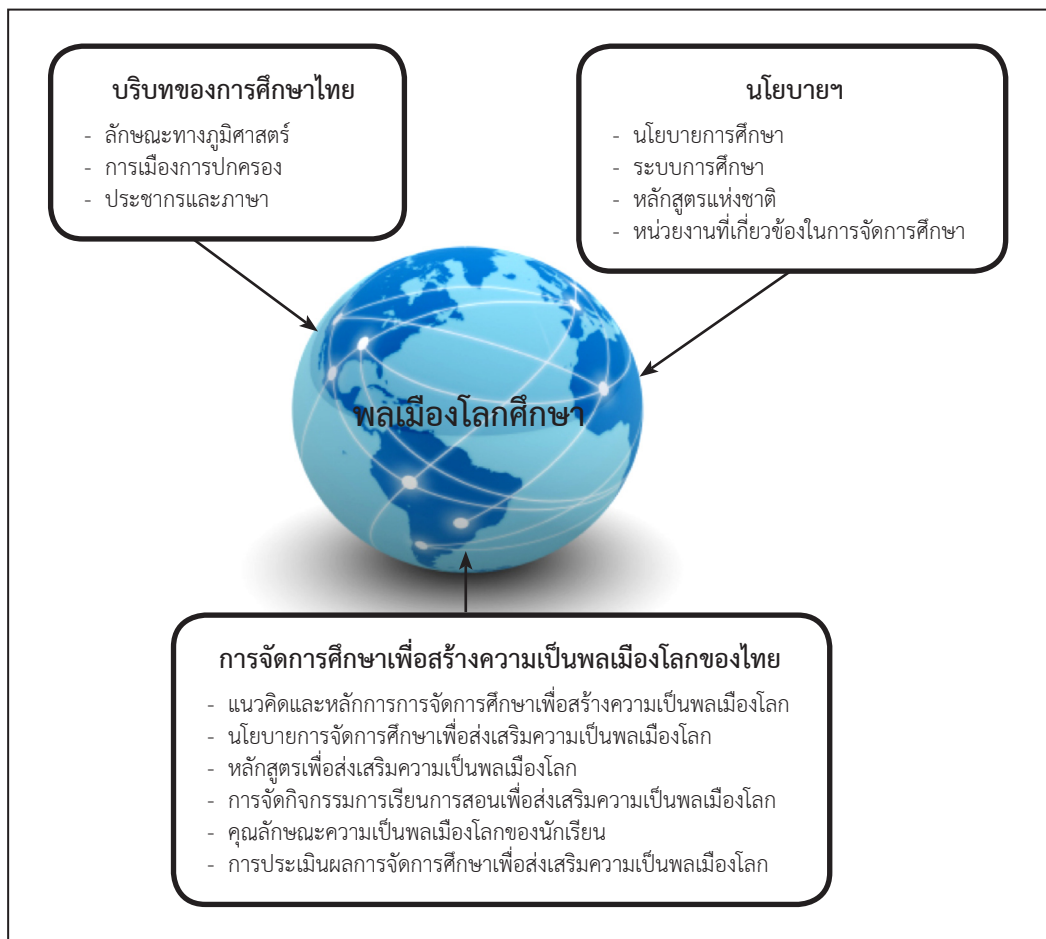 บริบทของการศึกษาไทย
- ลักษณะทางภูมิศาสตร์
- การเมืองการปกครอง
- ประชากรและภาษา
นโยบายฯ
- นโยบายการศึกษา
- ระบบการศึกษา
- หลักสูตรแห่งชาติ
- หน่วยงานที่เกี่ยวข้องในการจัดการศึกษา
พลเมืองโลกศึกษา
การจัดการศึกษาเพื่อสร้างความเป็นพลเมืองโลกของไทย
- แนวคิดและหลักการการจัดการศึกษาเพื่อสร้างความเป็นพลเมืองโลก
- นโยบายการจัดการศึกษาเพื่อส่งเสริมความเป็นพลเมืองโลก
- หลักสูตรเพื่อส่งเสริมความเป็นพลเมืองโลก
- การจัดกิจกรรมการเรียนการสอนเพื่อส่งเสริมความเป็นพลเมืองโลก
- คุณลักษณะความเป็นพลเมืองโลกของนักเรียน
- การประเมินผลการจัดการศึกษาเพื่อส่งเสริมความเป็นพลเมืองโลก